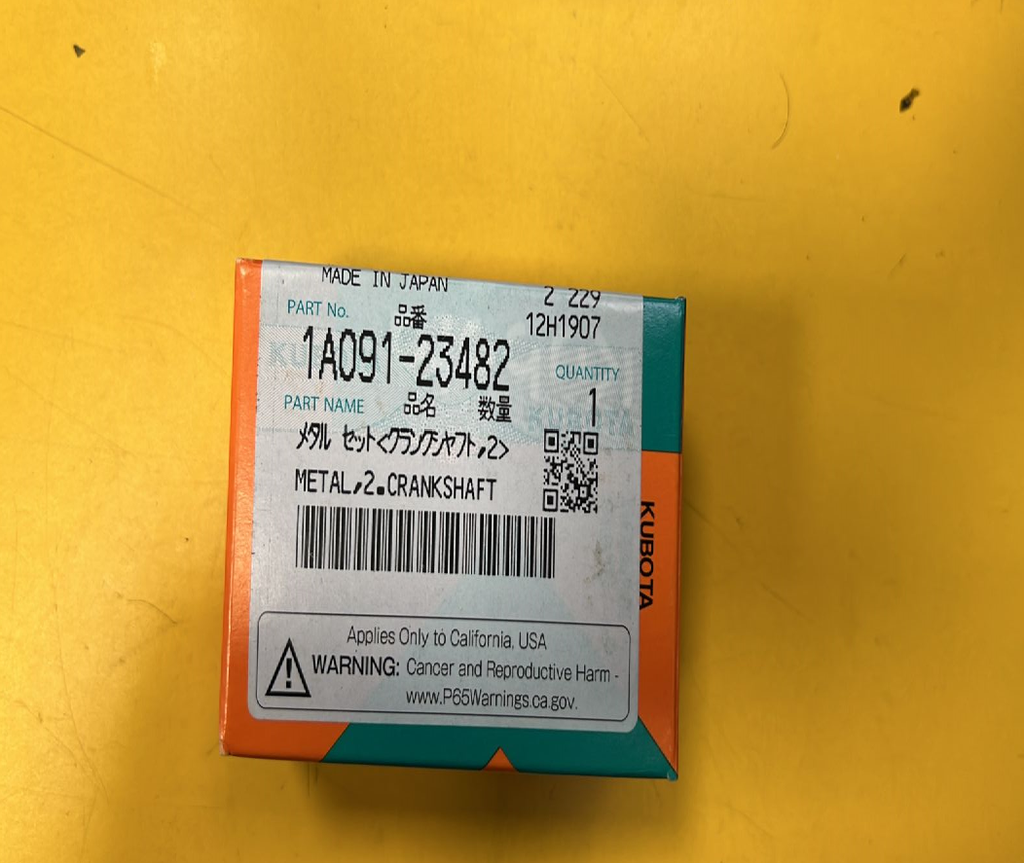 MADE IN JAPAN
2 229
PART No. 品番 12H1907
1A091-23482
QUANTITY
1
PART NAME 品名 数量
メタル セット<クランクシャフト,2>
METAL,2.CRANKSHAFT
KUBOTA
Applies Only to California, USA
WARNING: Cancer and Reproductive Harm -
www.P65Warnings.ca.gov.